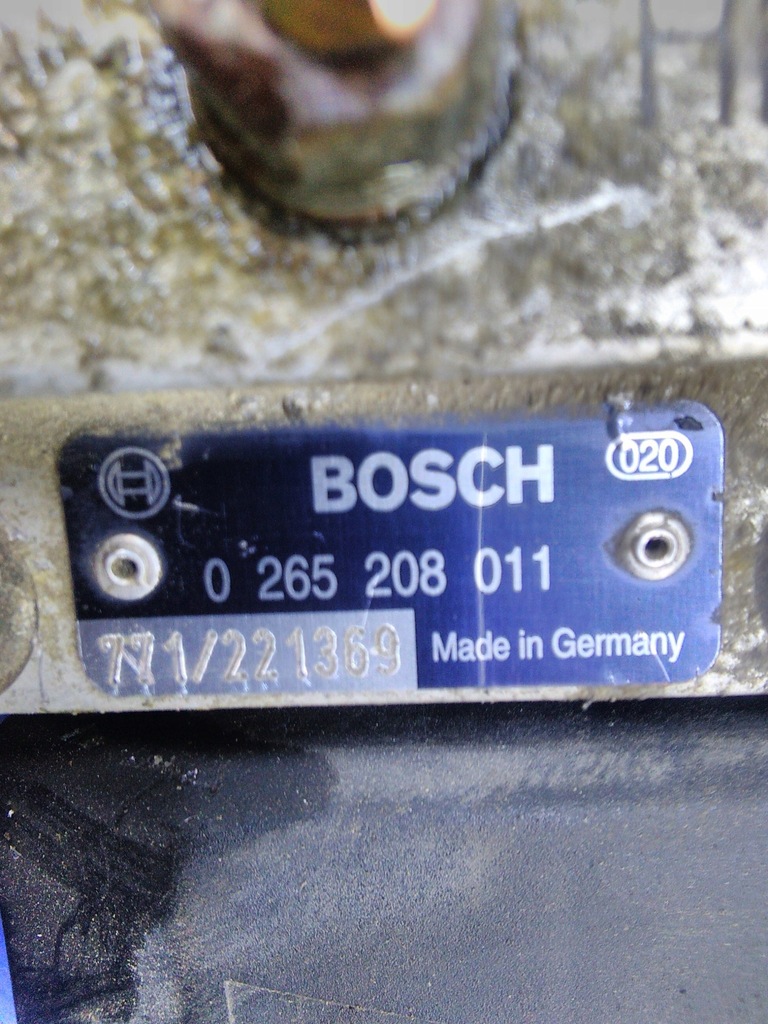 BOSCH
020
0 265 208 011
771/221369
Made in Germany